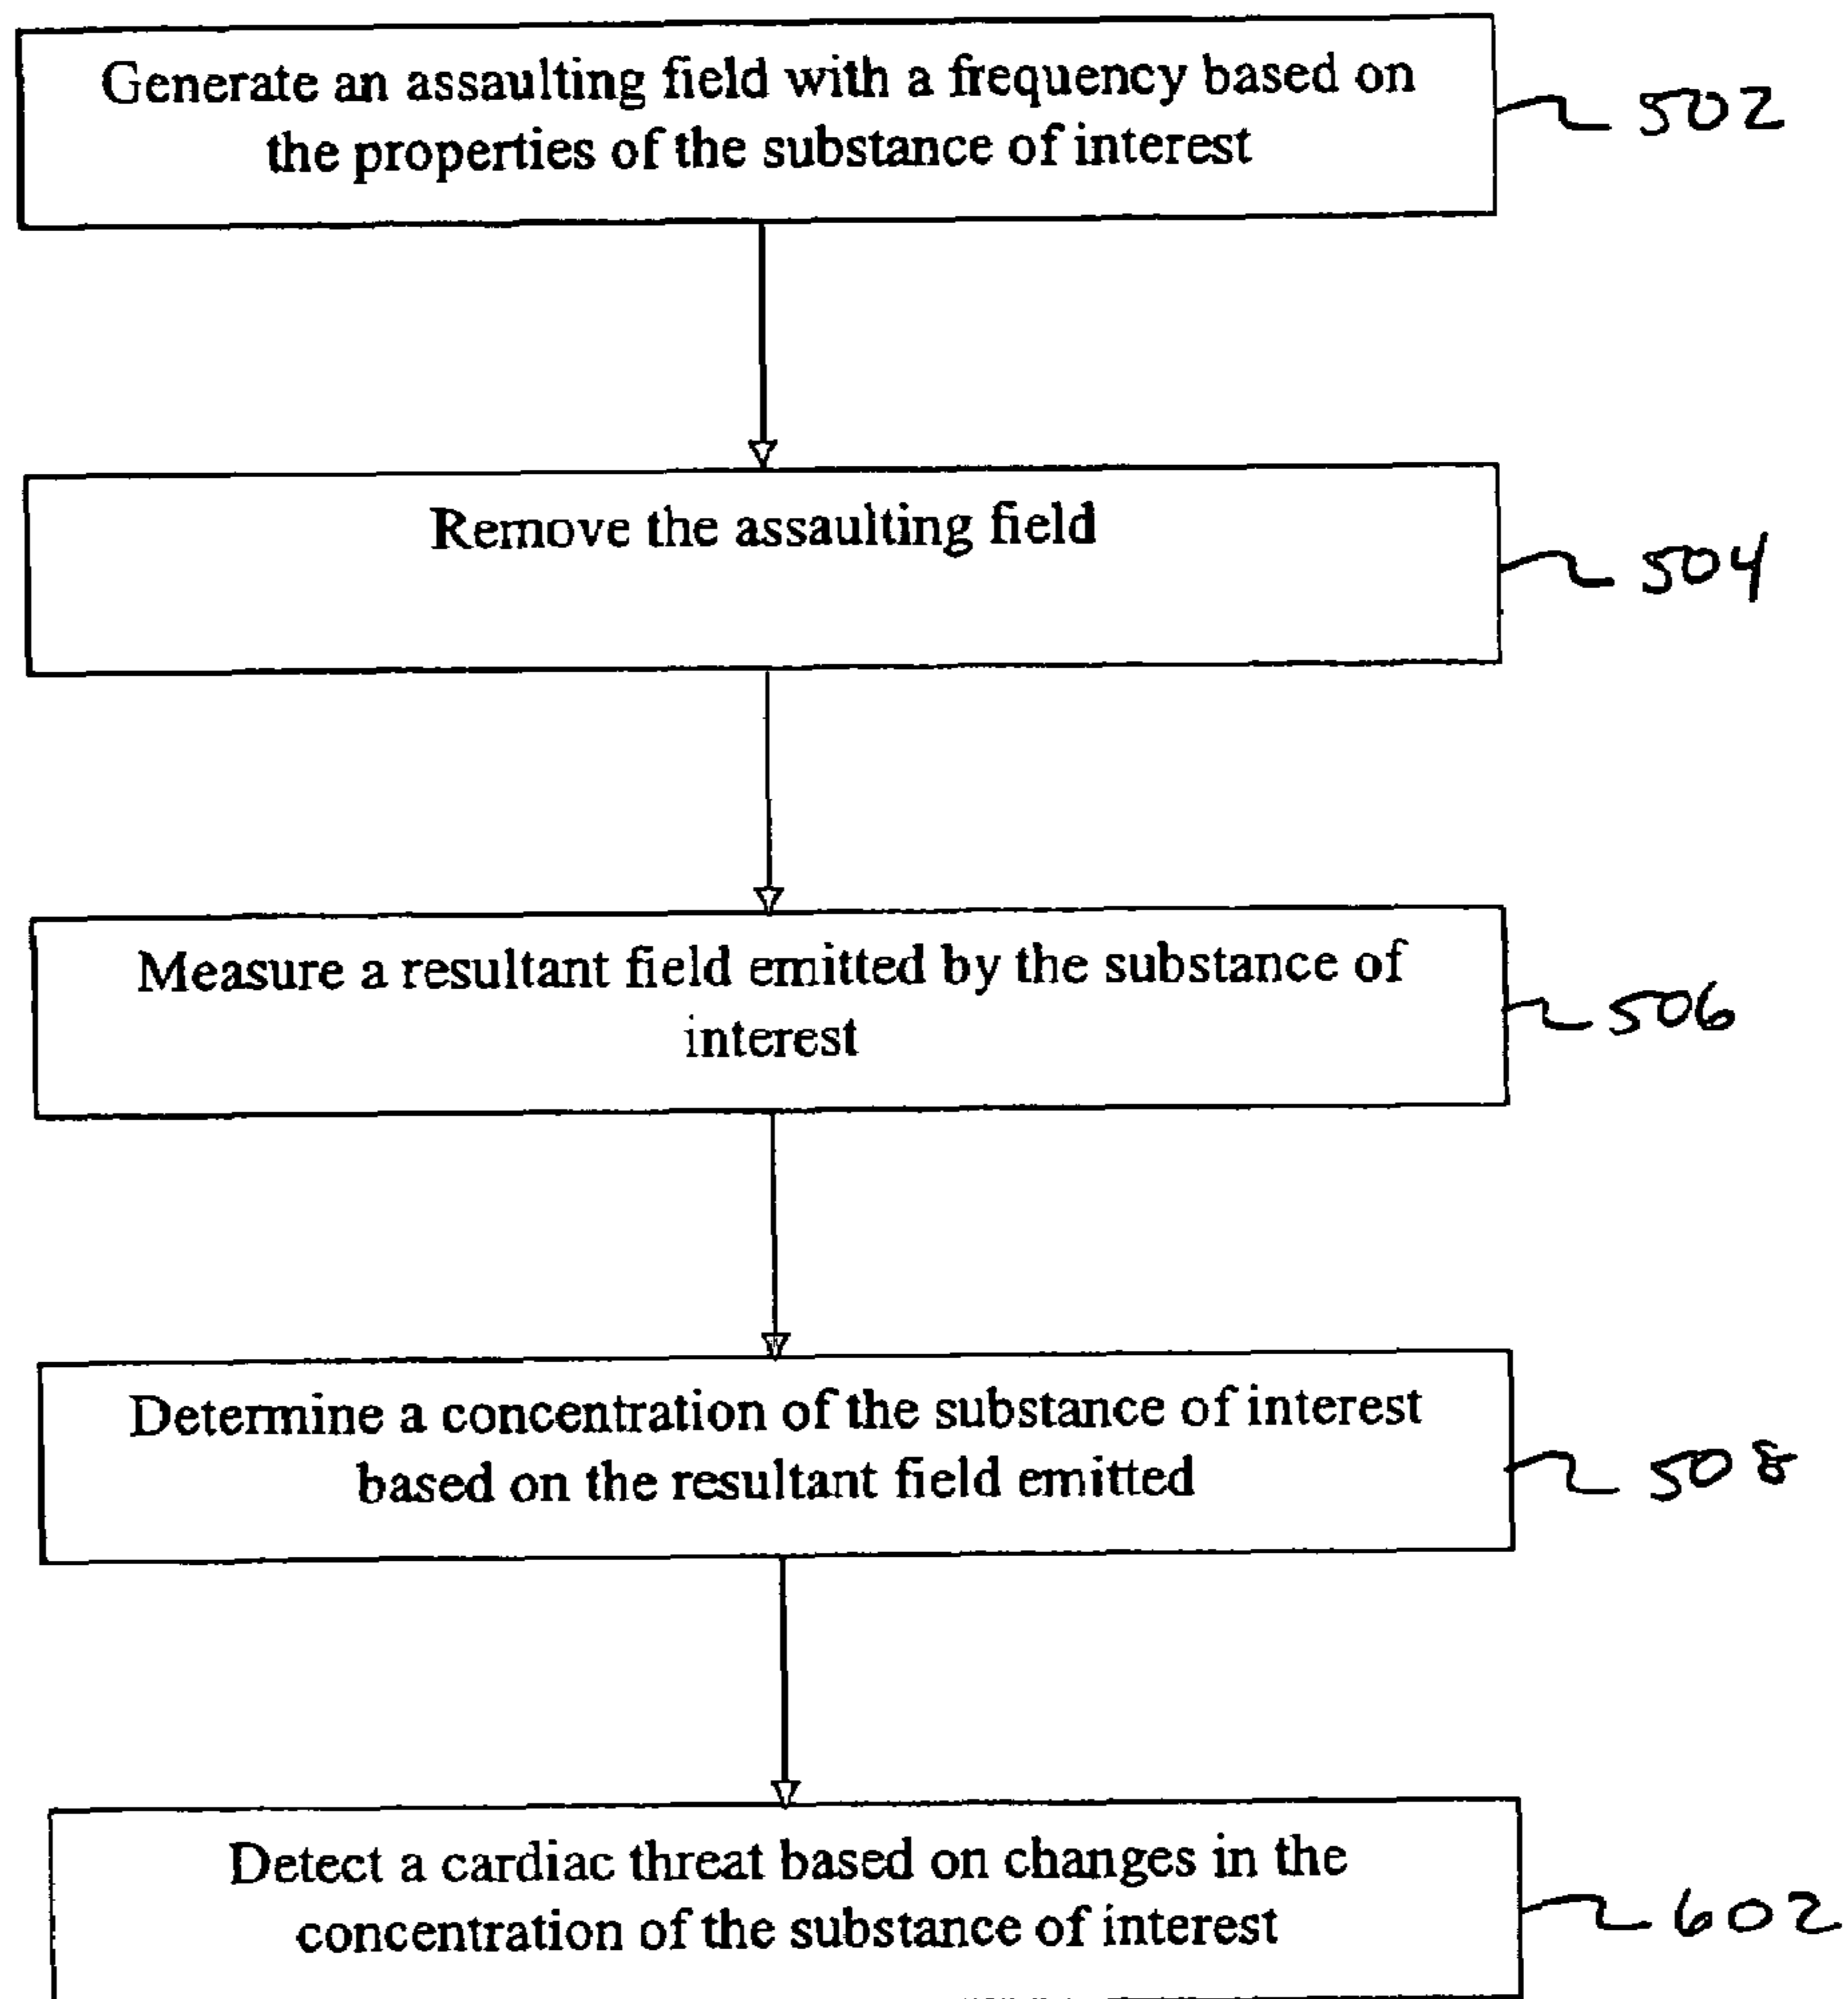 Generate an assaulting field with a frequency based on
the properties of the substance of interest
502
Remove the assaulting field
504
Measure a resultant field emitted by the substance of
interest
506
Determine a concentration of the substance of interest
based on the resultant field emitted
508
Detect a cardiac threat based on changes in the
concentration of the substance of interest
602